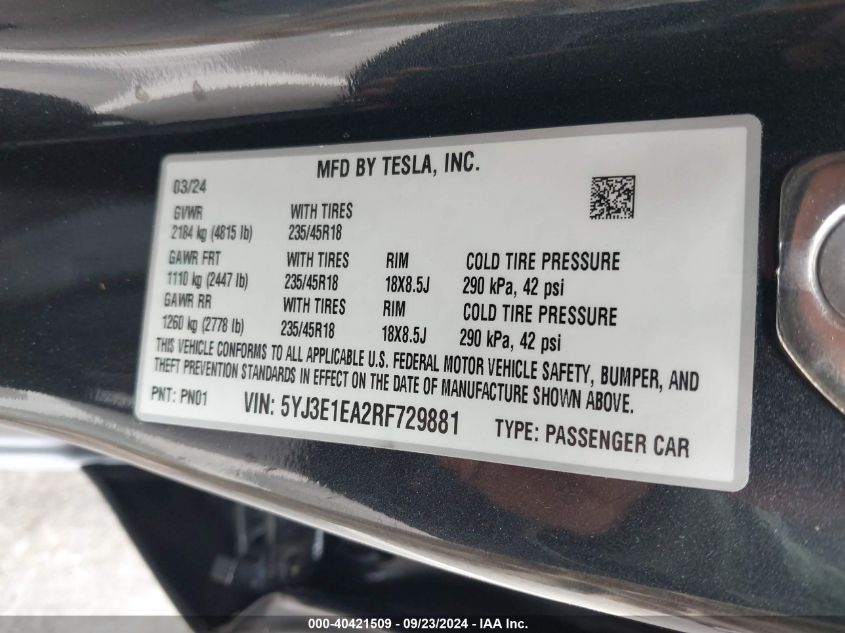 MFD BY TESLA, INC.
03/24
GVWR WITH TIRES
2184 kg (4815 lb) 235/45R18
GAWR FRT WITH TIRES RIM COLD TIRE PRESSURE
1110 kg (2447 lb) 235/45R18 18X8.5J 290 kPa, 42 psi
GAWR RR WITH TIRES RIM COLD TIRE PRESSURE
1260 kg (2778 lb) 235/45R18 18X8.5J 290 kPa, 42 psi
THIS VEHICLE CONFORMS TO ALL APPLICABLE U.S. FEDERAL MOTOR VEHICLE SAFETY, BUMPER, AND
THEFT PREVENTION STANDARDS IN EFFECT ON THE DATE OF MANUFACTURE SHOWN ABOVE.
PNT: PN01 VIN: 5YJ3E1EA2RF729881 TYPE: PASSENGER CAR
000-40421509 - 09/23/2024 - IAA Inc.